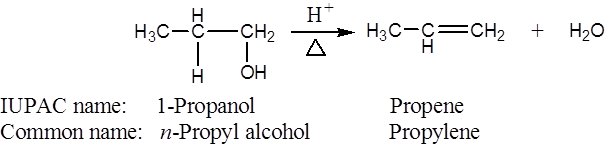 H H⁺
H₃C–C–CH₂ → H₃C–C=CH₂ + H₂O
△ H
H OH
IUPAC name: 1-Propanol Propene
Common name: n-Propyl alcohol Propylene